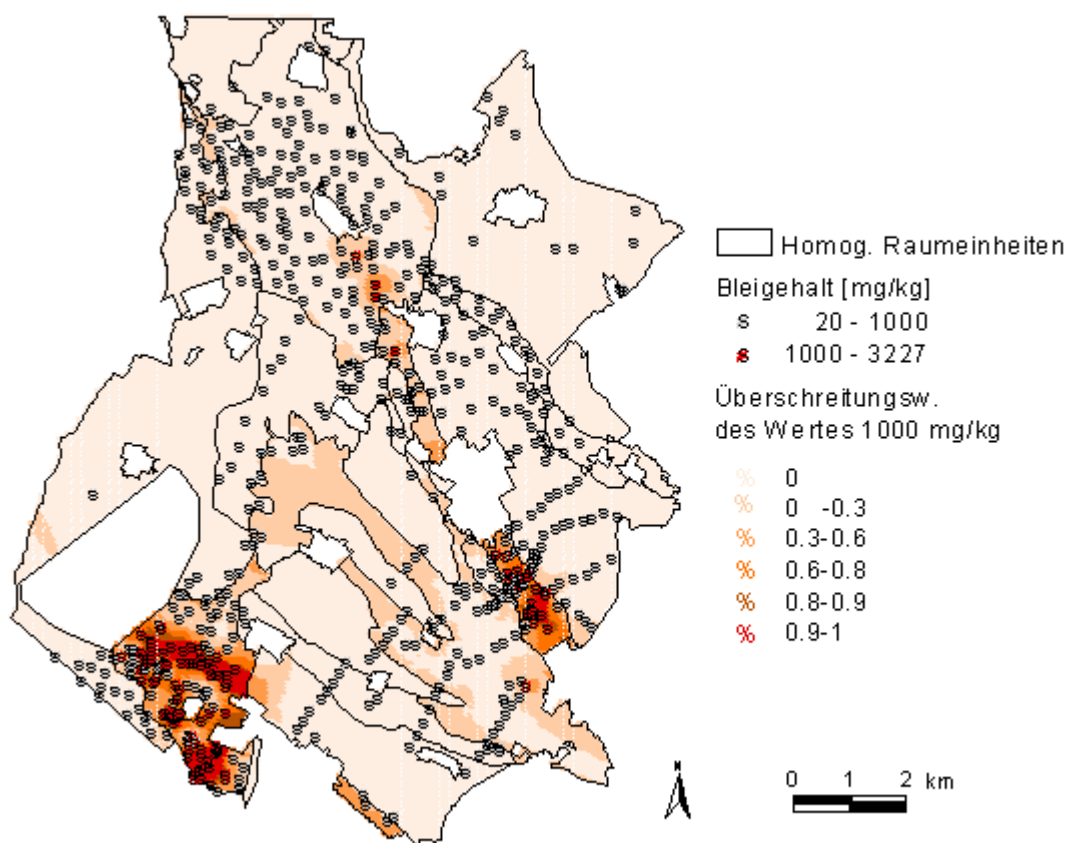 Homog. Raumeinheiten
Bleigehalt [mg/kg]
20 - 1000
1000 - 3227
Überschreitungsw.
des Wertes 1000 mg/kg
% 0
% 0 -0.3
% 0.3-0.6
% 0.6-0.8
% 0.8-0.9
% 0.9-1
N
0 1 2 km